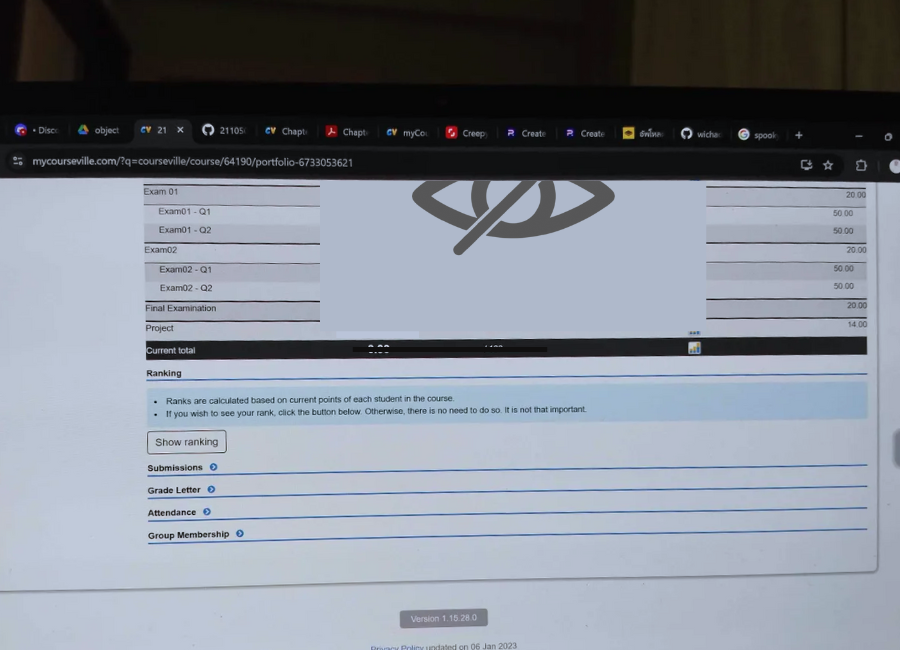 Disc object CV 21 21105 CV Chapt Chapt CV myCo Creep Create Create อัพโหล wicha spook
mycourseville.com/?q=courseville/course/64190/portfolio-6733053621
Exam 01 20.00
Exam01 - Q1 50.00
Exam01 - Q2 50.00
Exam02 20.00
Exam02 - Q1 50.00
Exam02 - Q2 50.00
Final Examination 20.00
Project 14.00
Current total
Ranking
• Ranks are calculated based on current points of each student in the course.
• If you wish to see your rank, click the button below. Otherwise, there is no need to do so. It is not that important.
Show ranking
Submissions
Grade Letter
Attendance
Group Membership
Version 1.15.28.0
Privacy Policy updated on 06 Jan 2023